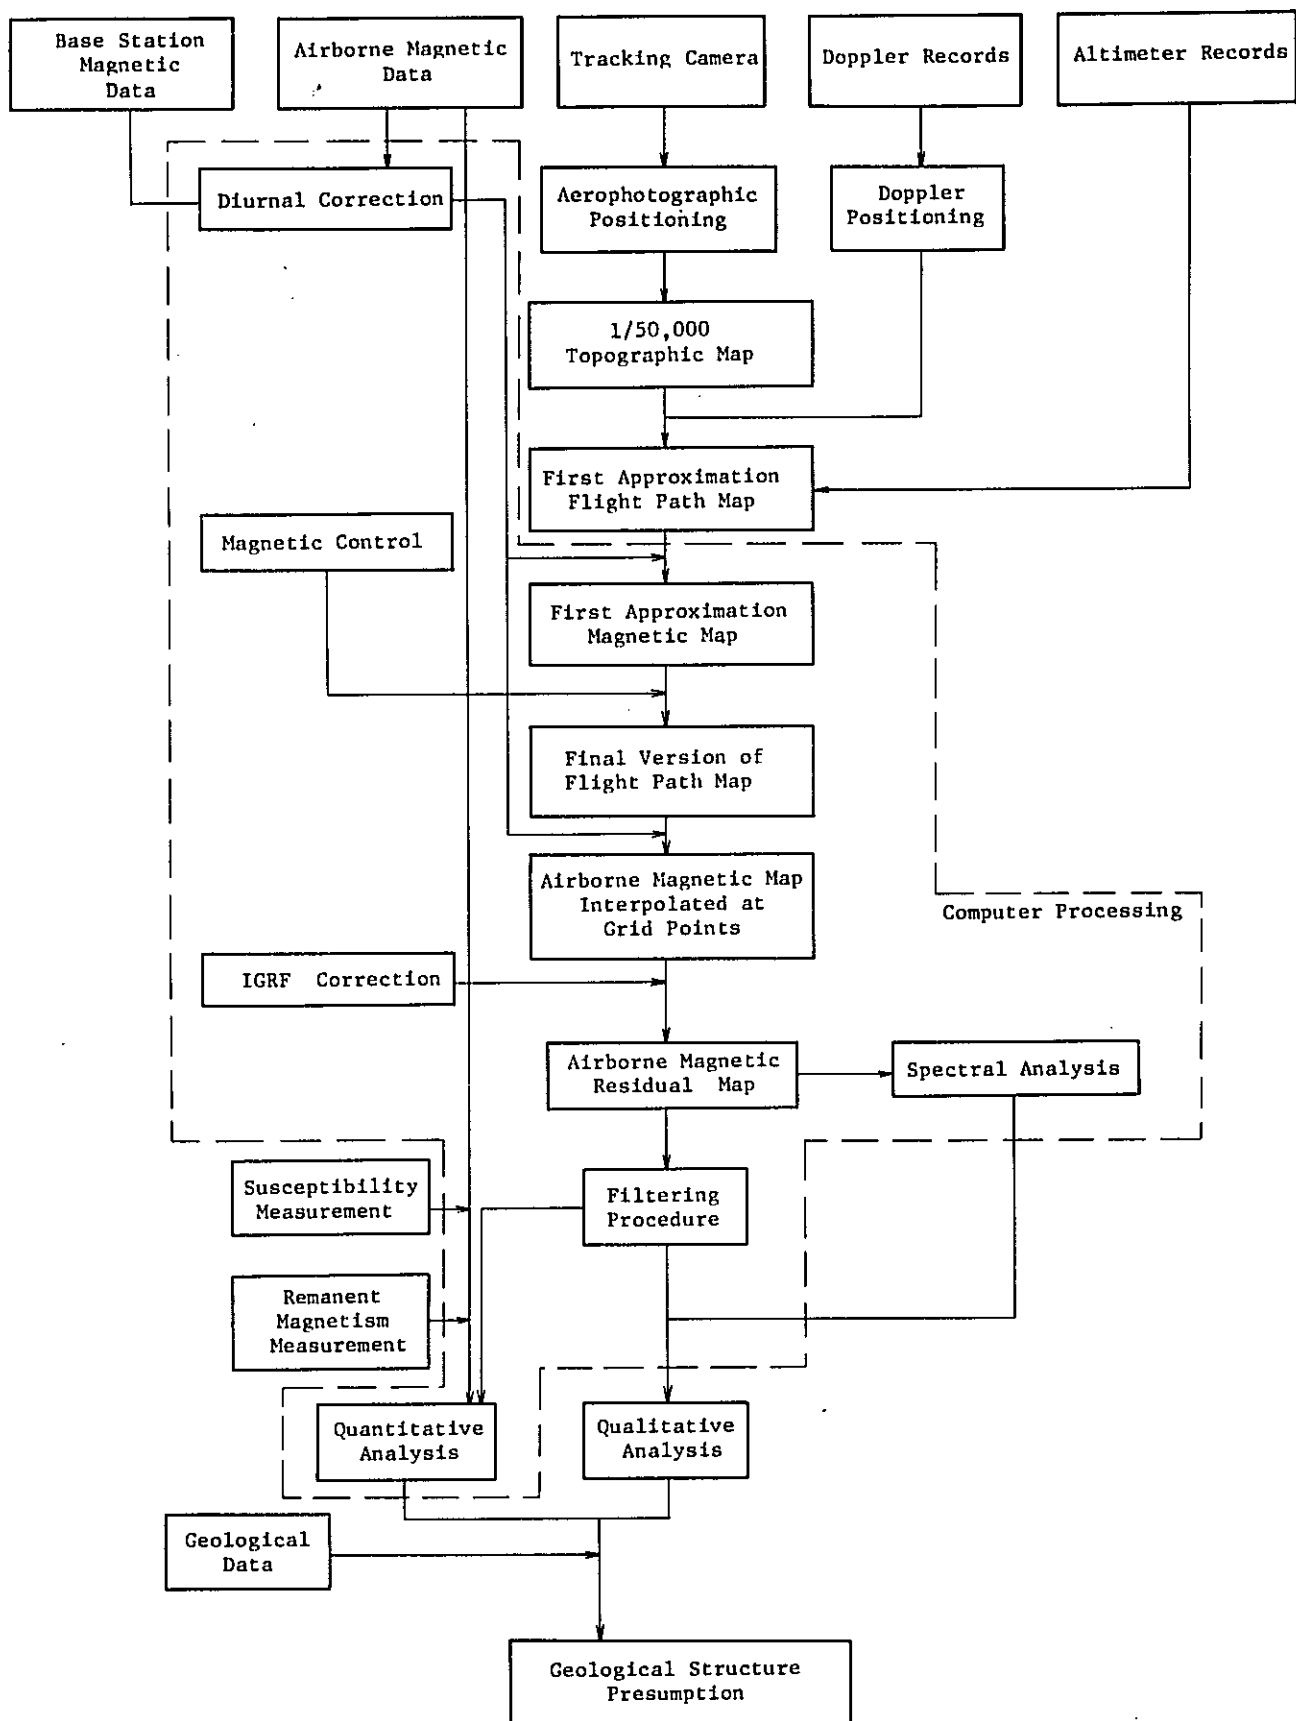 Base Station
Magnetic
Data
Airborne Magnetic
Data
Tracking Camera
Doppler Records
Altimeter Records
Diurnal Correction
Aerophotographic
Positioning
Doppler
Positioning
1/50,000
Topographic Map
First Approximation
Flight Path Map
Magnetic Control
First Approximation
Magnetic Map
Final Version of
Flight Path Map
Airborne Magnetic Map
Interpolated at
Grid Points
Computer Processing
IGRF Correction
Airborne Magnetic
Residual Map
Spectral Analysis
Susceptibility
Measurement
Filtering
Procedure
Remanent
Magnetism
Measurement
Quantitative
Analysis
Qualitative
Analysis
Geological
Data
Geological Structure
Presumption